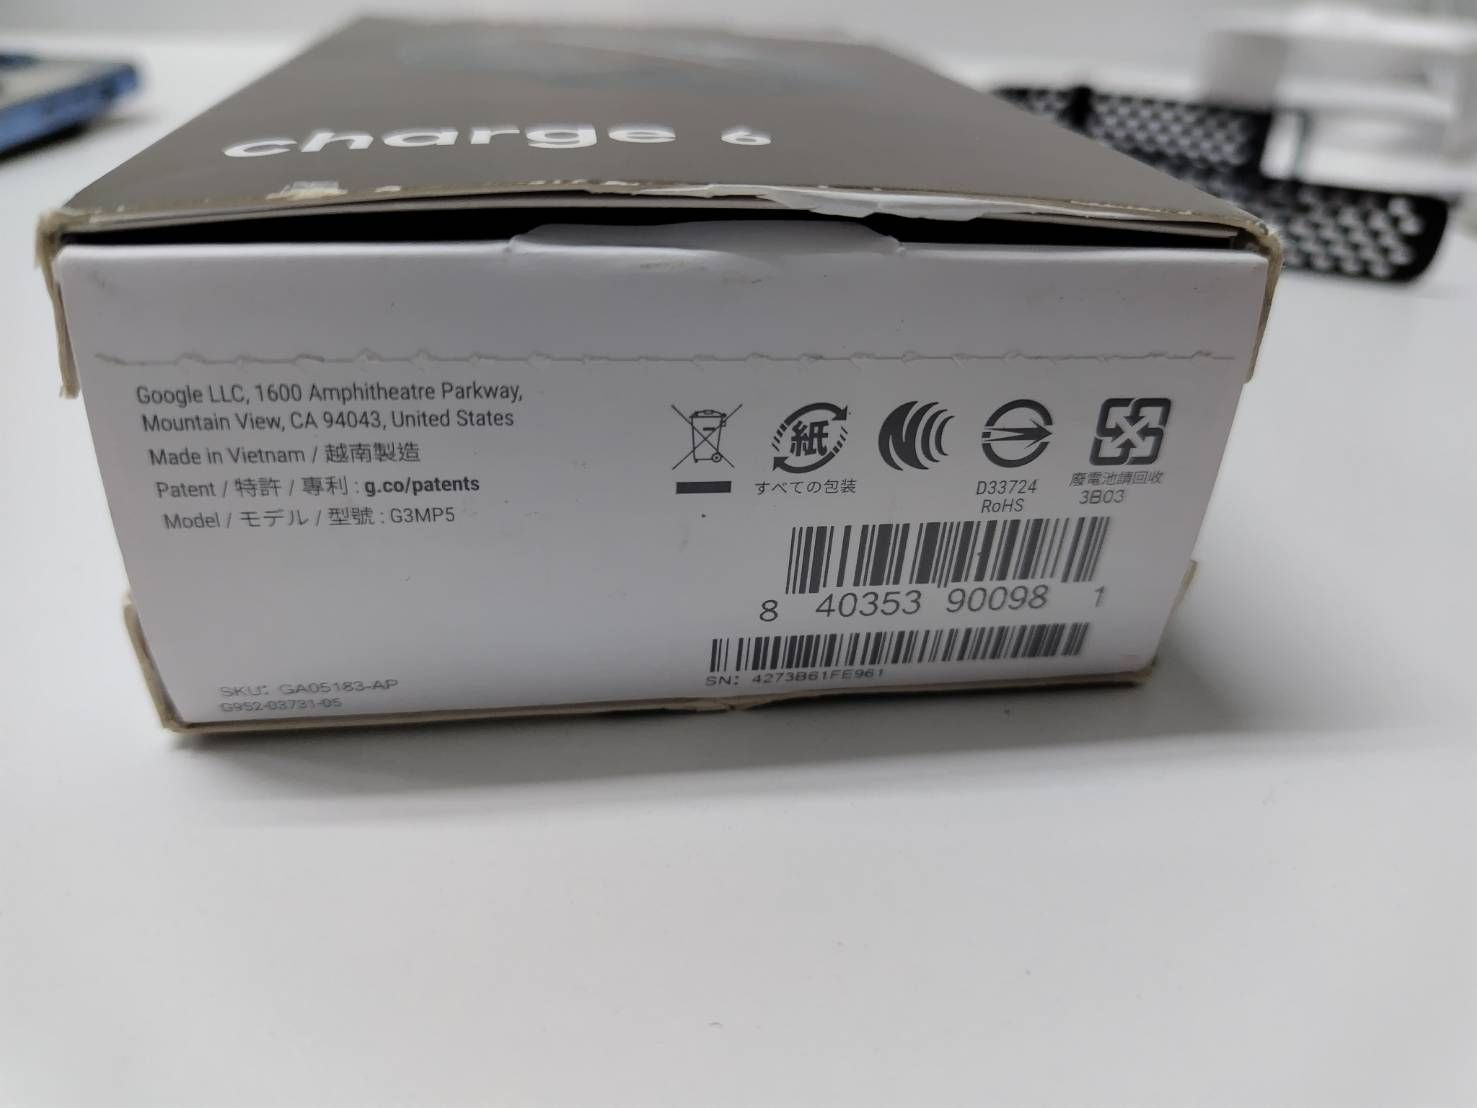 charge 6
Google LLC, 1600 Amphitheatre Parkway,
Mountain View, CA 94043, United States
Made in Vietnam / 越南製造
Patent / 特許 / 專利 : g.co/patents
Model / モデル / 型號 : G3MP5
紙
すべての包装
D33724
RoHS
廢電池請回收
3B03
8 40353 90098 1
SN: 4273B61FE961
SKU: GA05183-AP
G952-03731-05